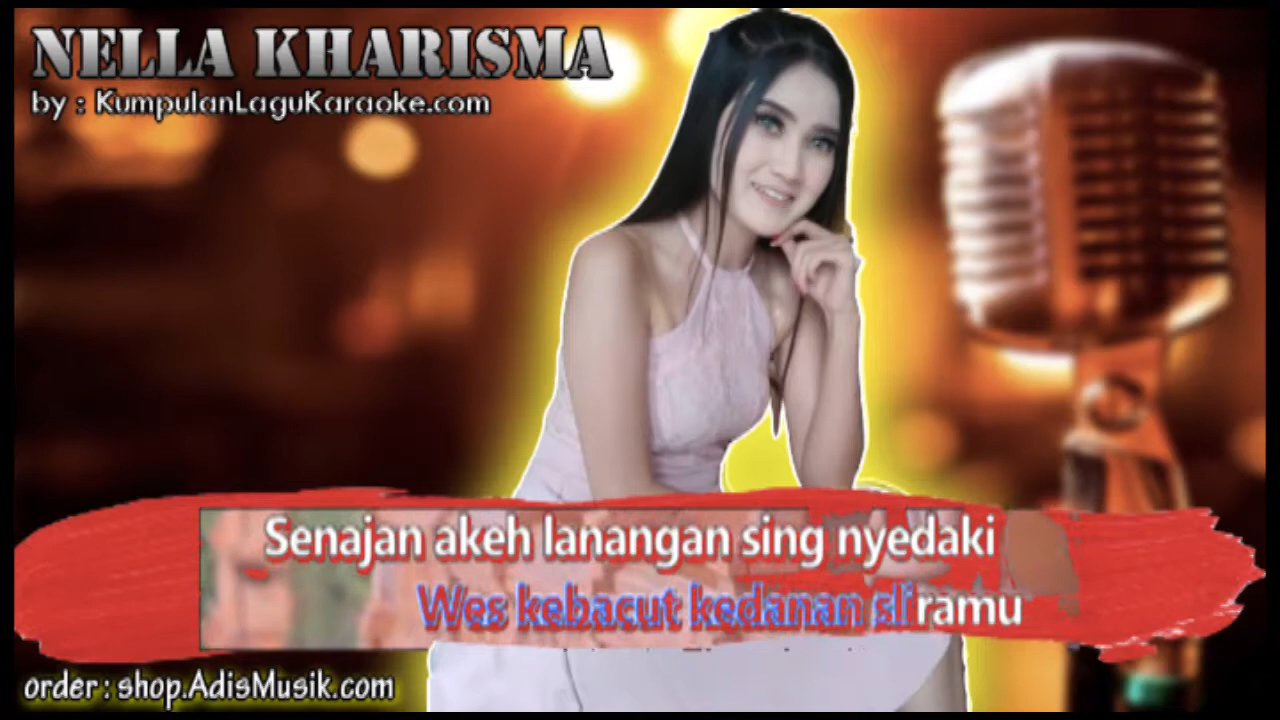 NELLA KHARISMA
by : KumpulanLaguKaraoke.com
Senajan akeh lanangan sing nyedaki
Wes kebacut kedanan sliramu
order : shop.AdisMusik.com